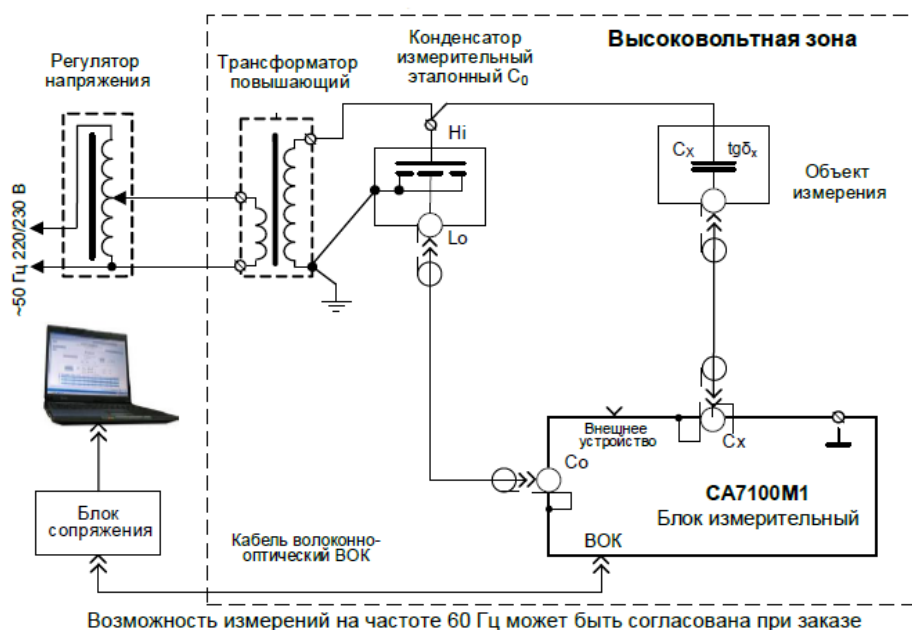 Высоковольтная зона
Регулятор
напряжения
Трансформатор
повышающий
Конденсатор
измерительный
эталонный C₀
Hi
Cₓ
tgδₓ
Объект
измерения
Lo
~50 Гц 220/230 В
Внешнее
устройство
Cx
Co
CA7100M1
Блок измерительный
ВОК
Блок
сопряжения
Кабель волоконно-
оптический ВОК
Возможность измерений на частоте 60 Гц может быть согласована при заказе